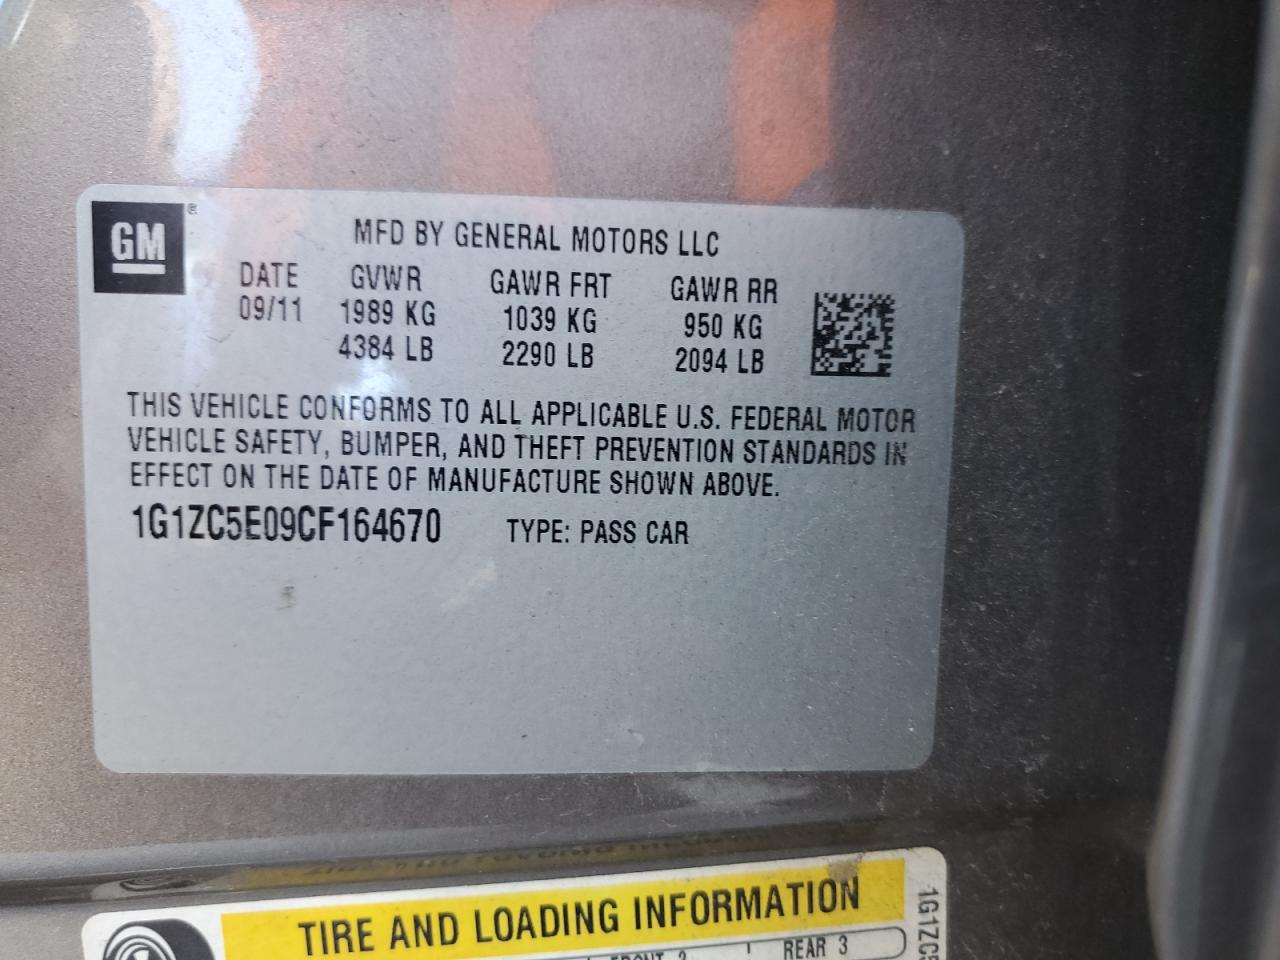 GM®
MFD BY GENERAL MOTORS LLC
DATE GVWR GAWR FRT GAWR RR
09/11 1989 KG 1039 KG 950 KG
4384 LB 2290 LB 2094 LB
THIS VEHICLE CONFORMS TO ALL APPLICABLE U.S. FEDERAL MOTOR
VEHICLE SAFETY, BUMPER, AND THEFT PREVENTION STANDARDS IN
EFFECT ON THE DATE OF MANUFACTURE SHOWN ABOVE.
1G1ZC5E09CF164670 TYPE: PASS CAR
TIRE AND LOADING INFORMATION
FRONT 2 REAR 3
1G1ZC5